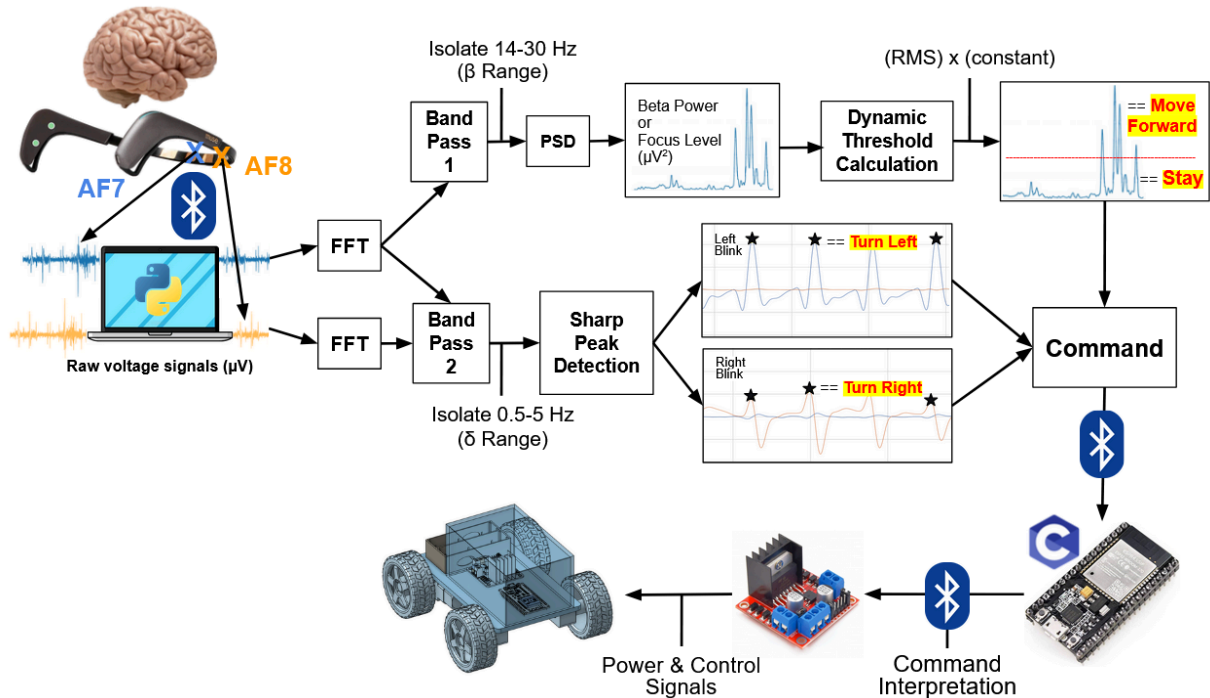 Isolate 14-30 Hz
(β Range)
(RMS) x (constant)
Band
Pass
1
PSD
Beta Power
or
Focus Level
(µV²)
Dynamic
Threshold
Calculation
== Move
Forward
== Stay
X
X
AF7
AF8
FFT
FFT
Raw voltage signals (µV)
Band
Pass
2
Isolate 0.5-5 Hz
(δ Range)
Sharp
Peak
Detection
Left
Blink
== Turn Left
Right
Blink
== Turn Right
Command
C
Power & Control
Signals
Command
Interpretation